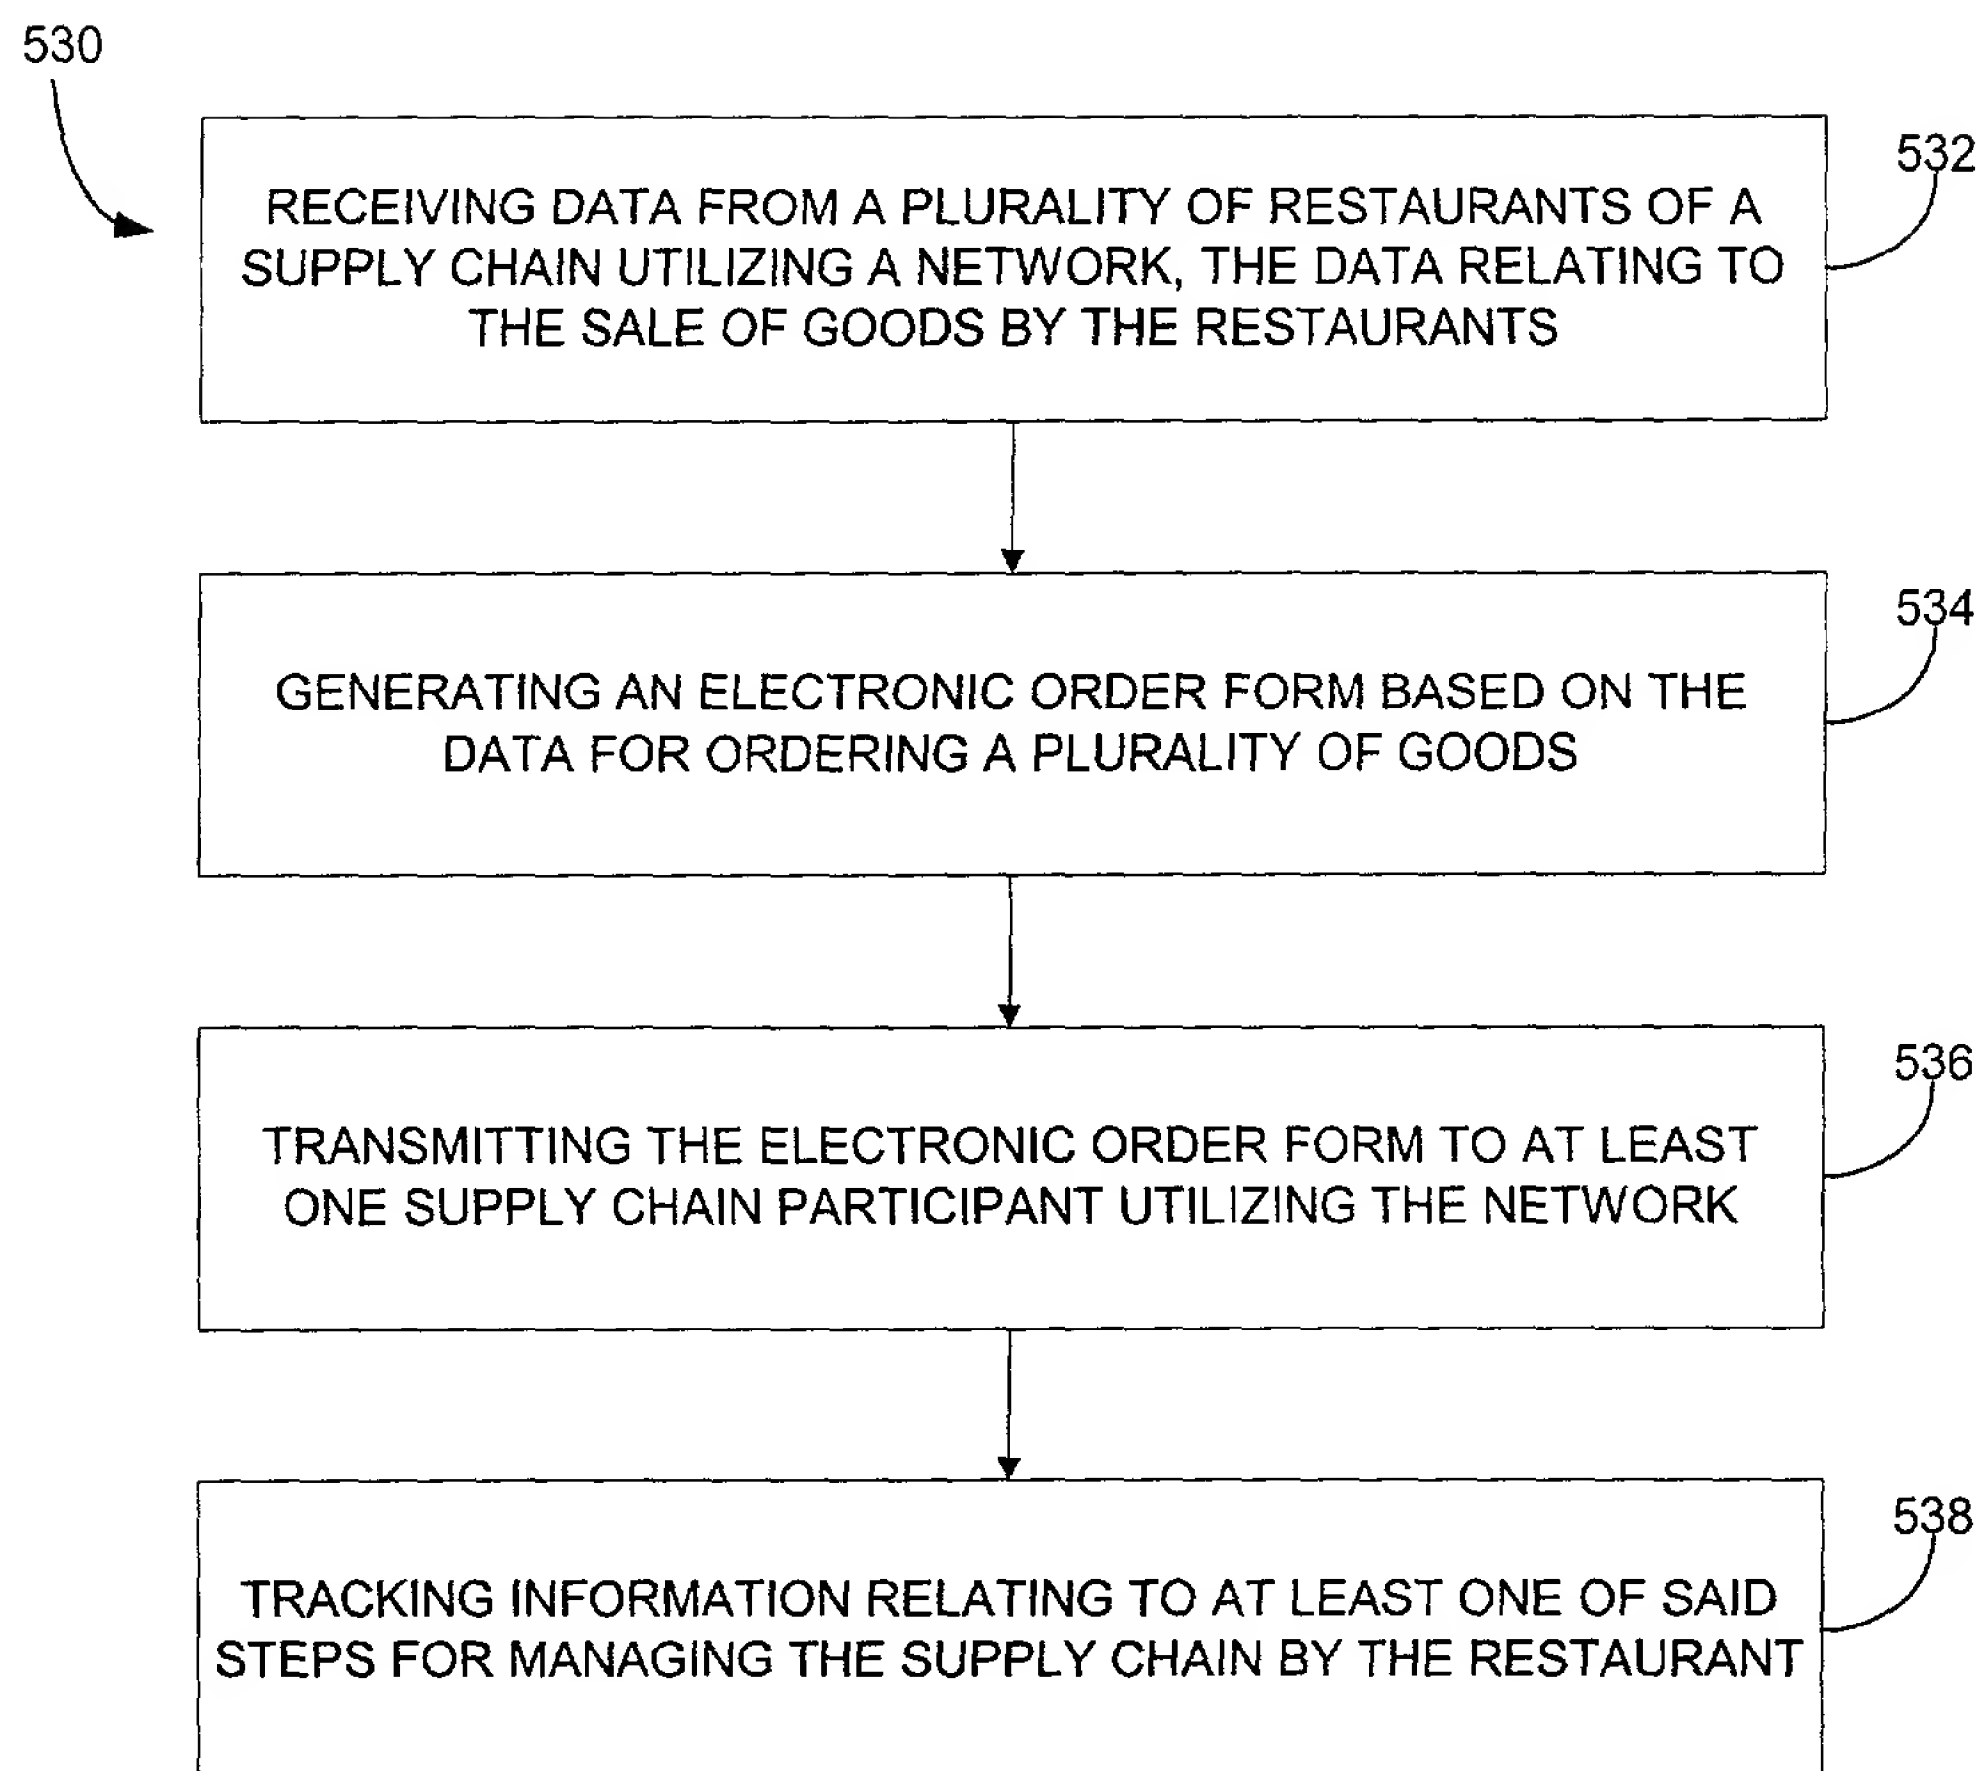 530
532
RECEIVING DATA FROM A PLURALITY OF RESTAURANTS OF A
SUPPLY CHAIN UTILIZING A NETWORK, THE DATA RELATING TO
THE SALE OF GOODS BY THE RESTAURANTS
534
GENERATING AN ELECTRONIC ORDER FORM BASED ON THE
DATA FOR ORDERING A PLURALITY OF GOODS
536
TRANSMITTING THE ELECTRONIC ORDER FORM TO AT LEAST
ONE SUPPLY CHAIN PARTICIPANT UTILIZING THE NETWORK
538
TRACKING INFORMATION RELATING TO AT LEAST ONE OF SAID
STEPS FOR MANAGING THE SUPPLY CHAIN BY THE RESTAURANT